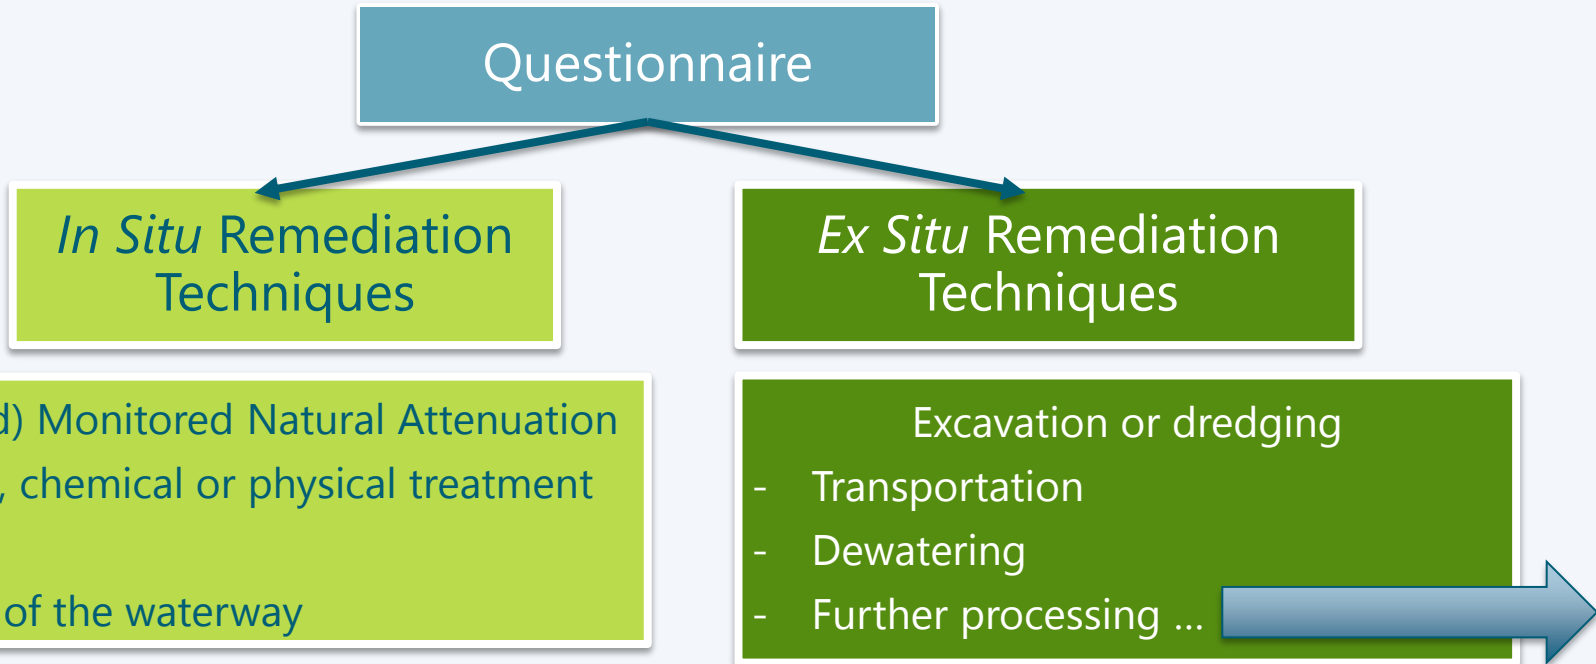 Questionnaire
In Situ Remediation
Techniques
Ex Situ Remediation
Techniques
d) Monitored Natural Attenuation
, chemical or physical treatment
of the waterway
Excavation or dredging
- Transportation
- Dewatering
- Further processing ...